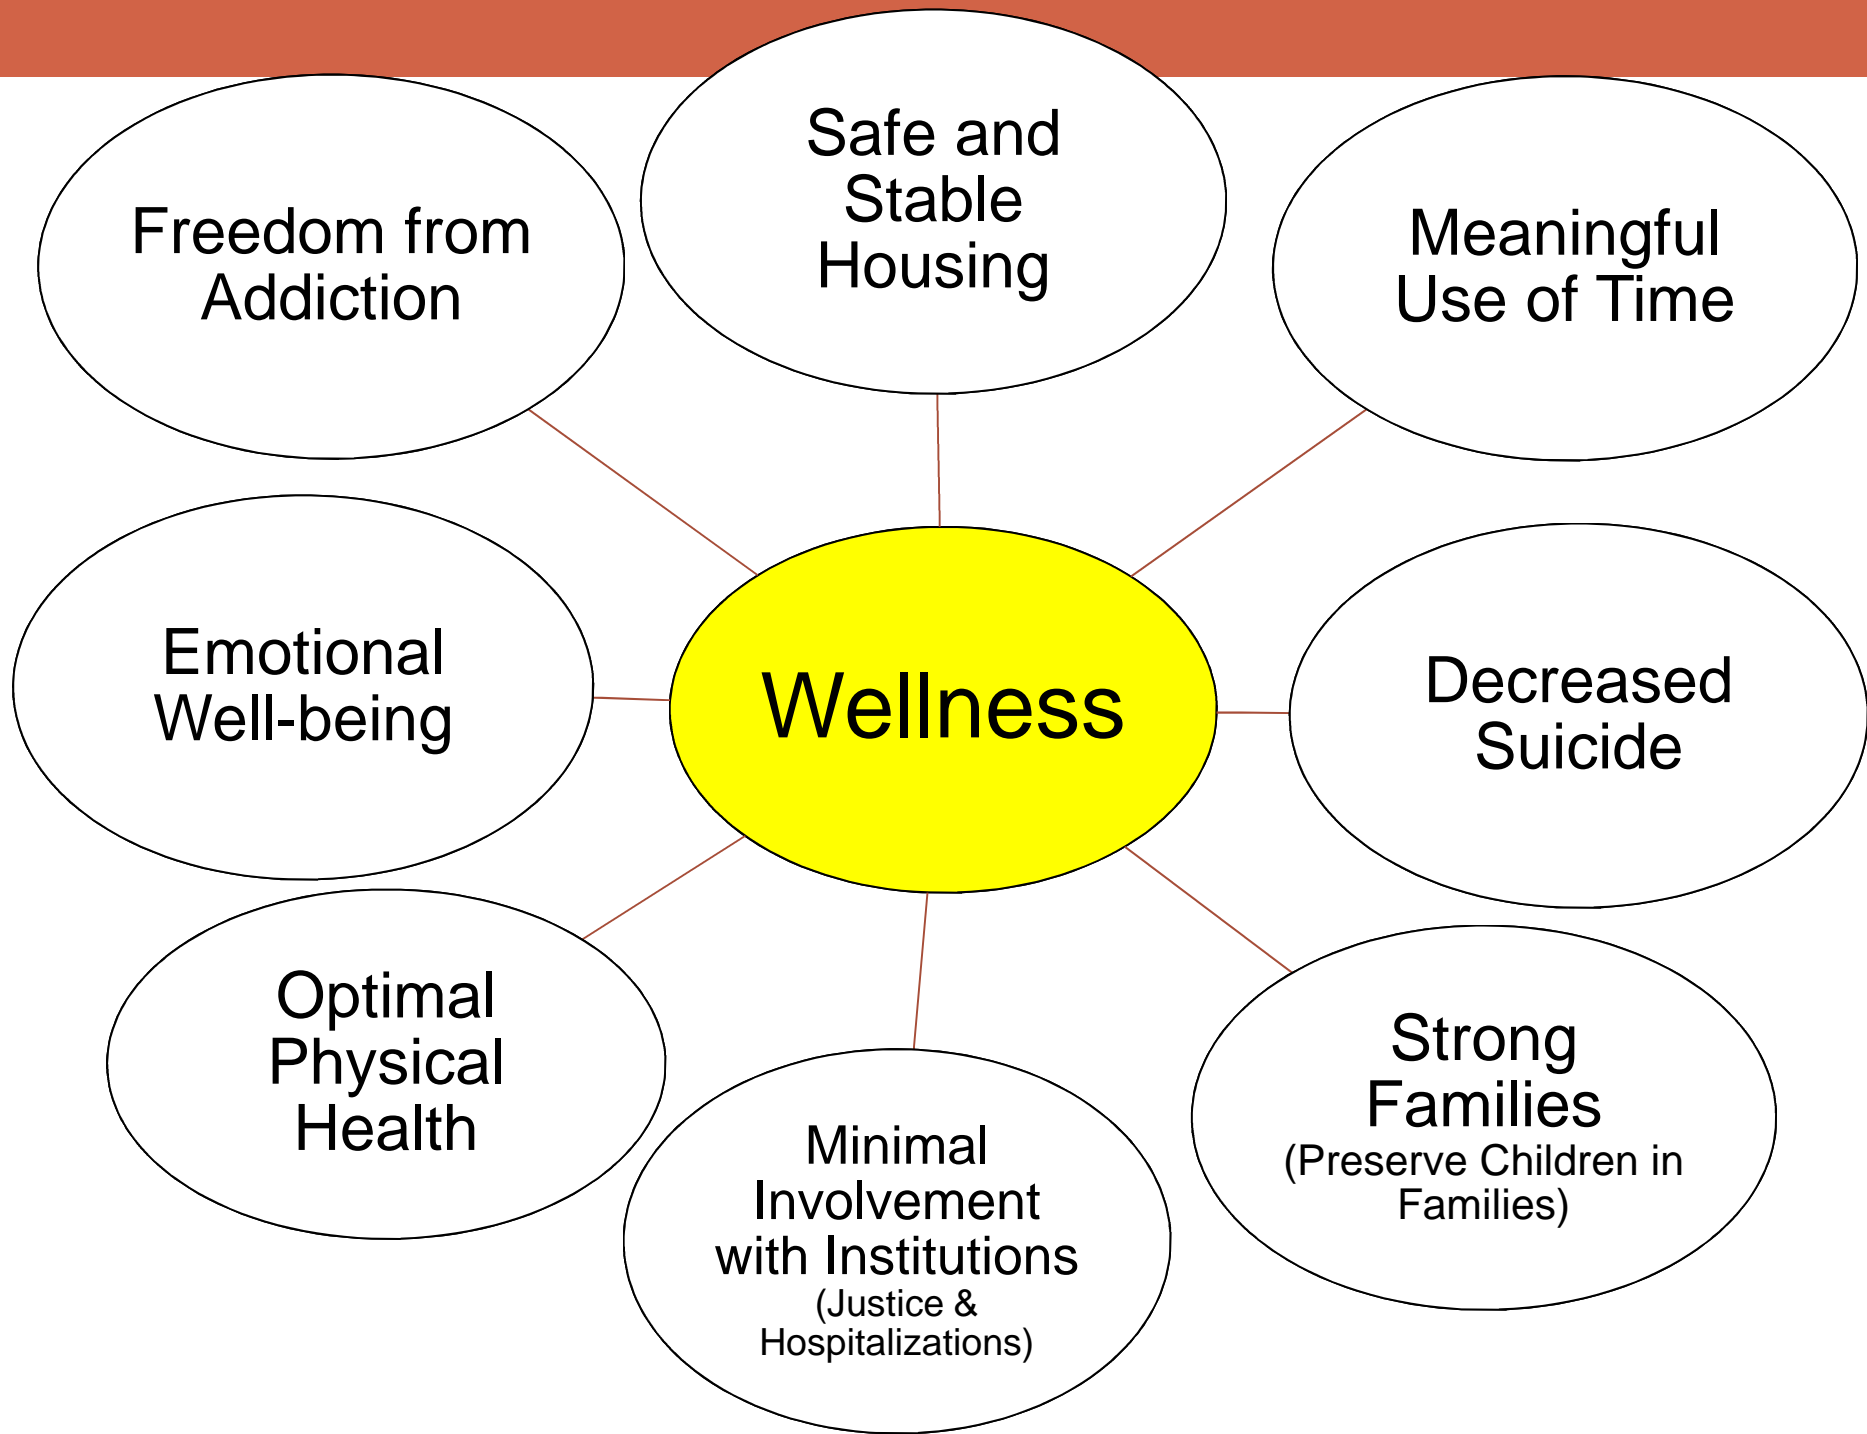 Safe and
Stable
Housing
Freedom from
Addiction
Meaningful
Use of Time
Emotional
Well-being
Wellness
Decreased
Suicide
Optimal
Physical
Health
Minimal
Involvement
with Institutions
(Justice &
Hospitalizations)
Strong
Families
(Preserve Children in
Families)